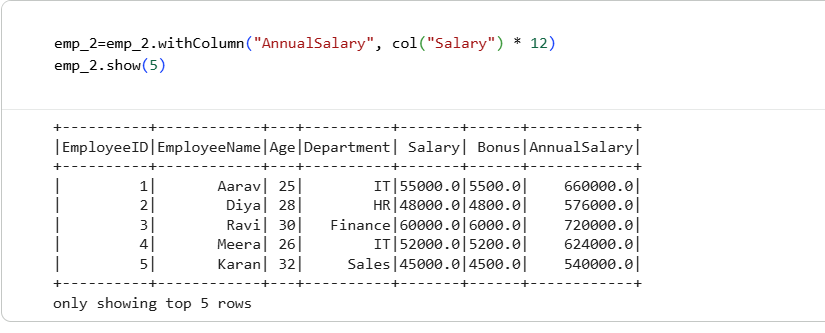 emp_2=emp_2.withColumn("AnnualSalary", col("Salary") * 12)
emp_2.show(5)
+----------+------------+---+----------+-------+------+------------+
|EmployeeID|EmployeeName|Age|Department| Salary| Bonus|AnnualSalary|
+----------+------------+---+----------+-------+------+------------+
|         1|       Aarav| 25|        IT|55000.0|5500.0|    660000.0|
|         2|        Diya| 28|        HR|48000.0|4800.0|    576000.0|
|         3|        Ravi| 30|   Finance|60000.0|6000.0|    720000.0|
|         4|       Meera| 26|        IT|52000.0|5200.0|    624000.0|
|         5|       Karan| 32|     Sales|45000.0|4500.0|    540000.0|
+----------+------------+---+----------+-------+------+------------+
only showing top 5 rows